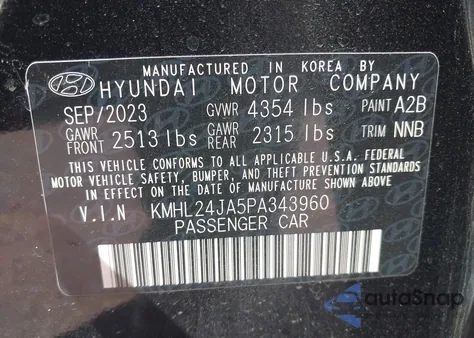 MANUFACTURED IN KOREA BY
HYUNDAI MOTOR COMPANY
SEP/2023 GVWR 4354 lbs PAINT A2B
GAWR FRONT 2513 lbs GAWR REAR 2315 lbs TRIM NNB
THIS VEHICLE CONFORMS TO ALL APPLICABLE U.S.A. FEDERAL
MOTOR VEHICLE SAFETY, BUMPER, AND THEFT PREVENTION STANDARDS
IN EFFECT ON THE DATE OF MANUFACTURE SHOWN ABOVE.
V.I.N KMHL24JA5PA343960
PASSENGER CAR
autoSnap